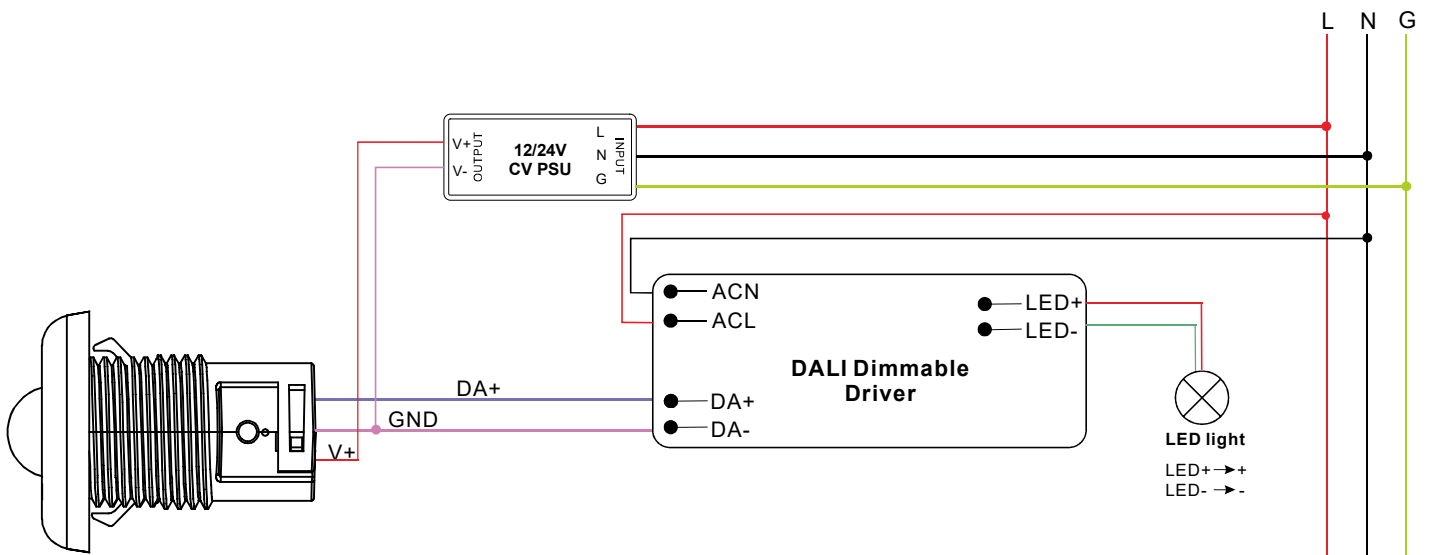 L N G
V+
V-
OUTPUT
12/24V
CV PSU
L
N
G
INPUT
ACN
ACL
LED+
LED-
DALI Dimmable
Driver
DA+
DA+
GND
DA-
V+
LED light
LED+→+
LED-→-